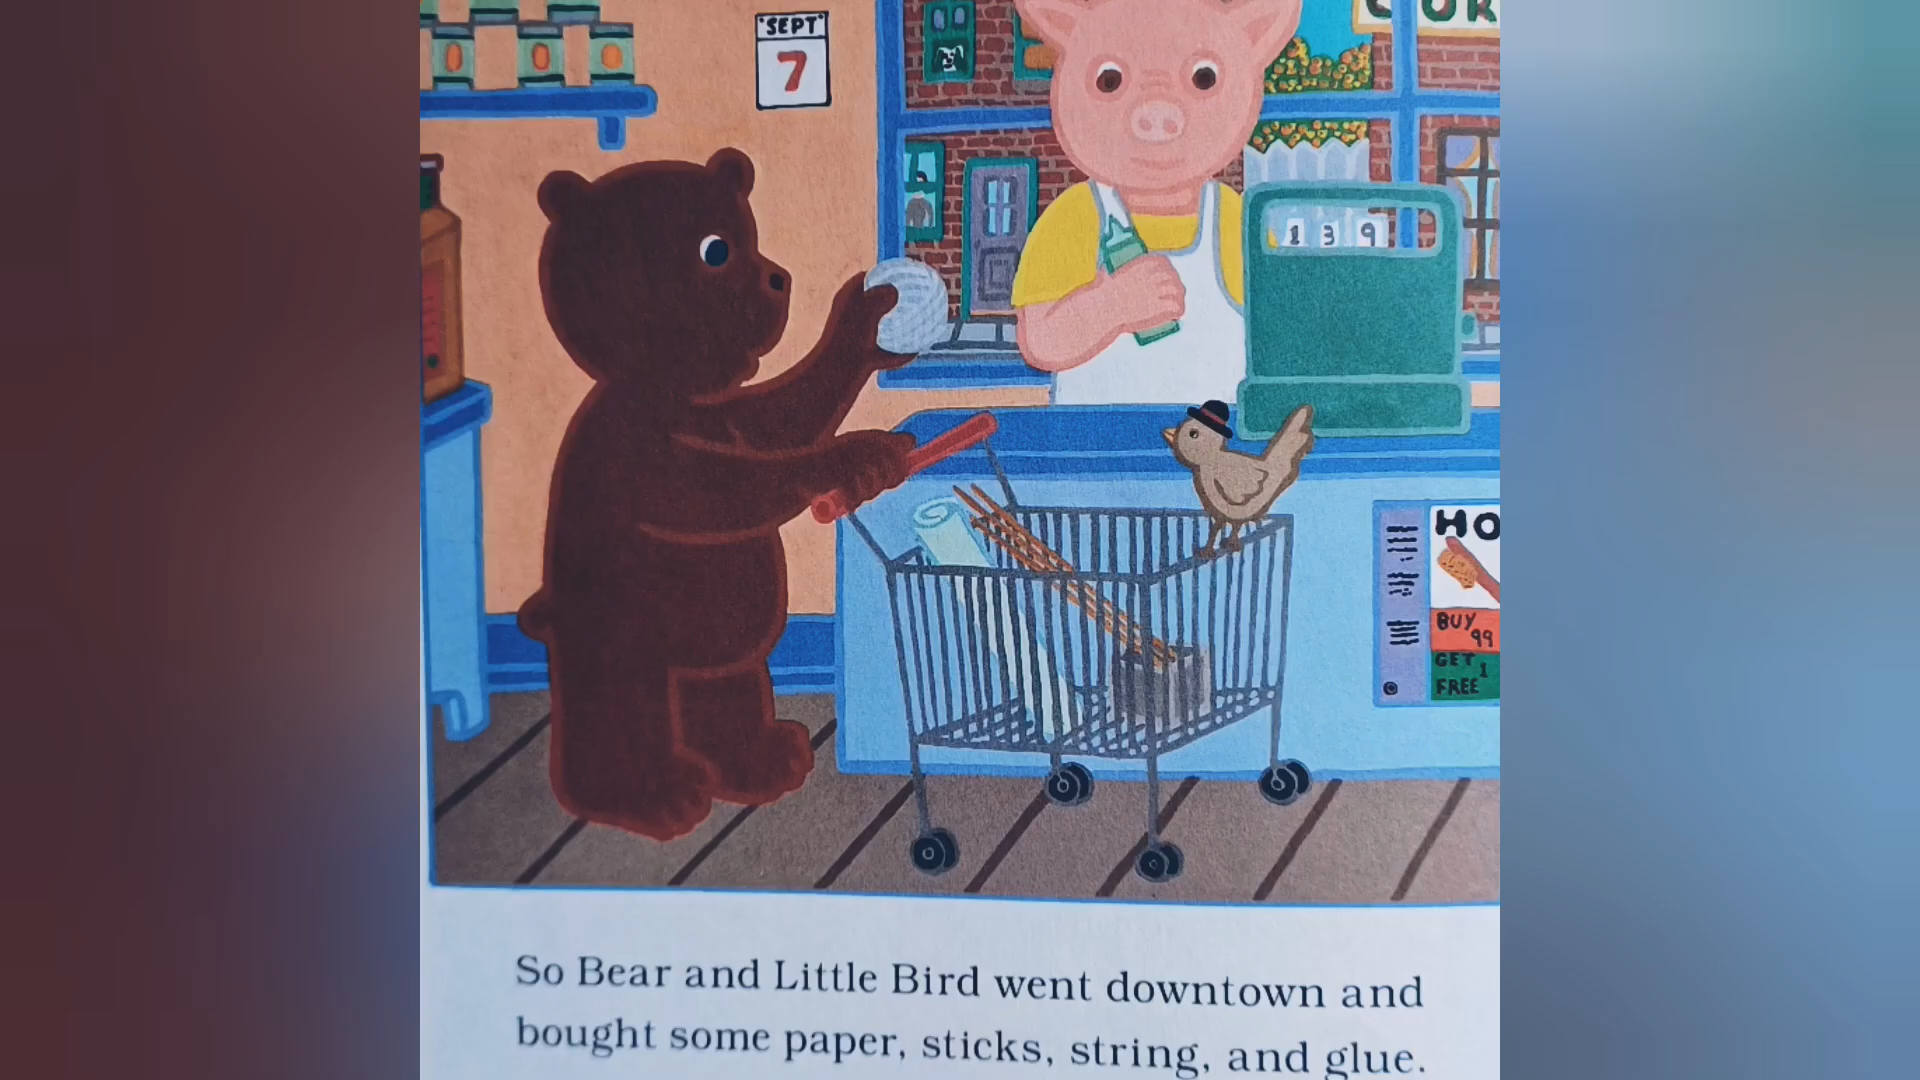 SEPT
7
1 3 9
HO
BUY
99
GET 1
FREE
So Bear and Little Bird went downtown and
bought some paper, sticks, string, and glue.